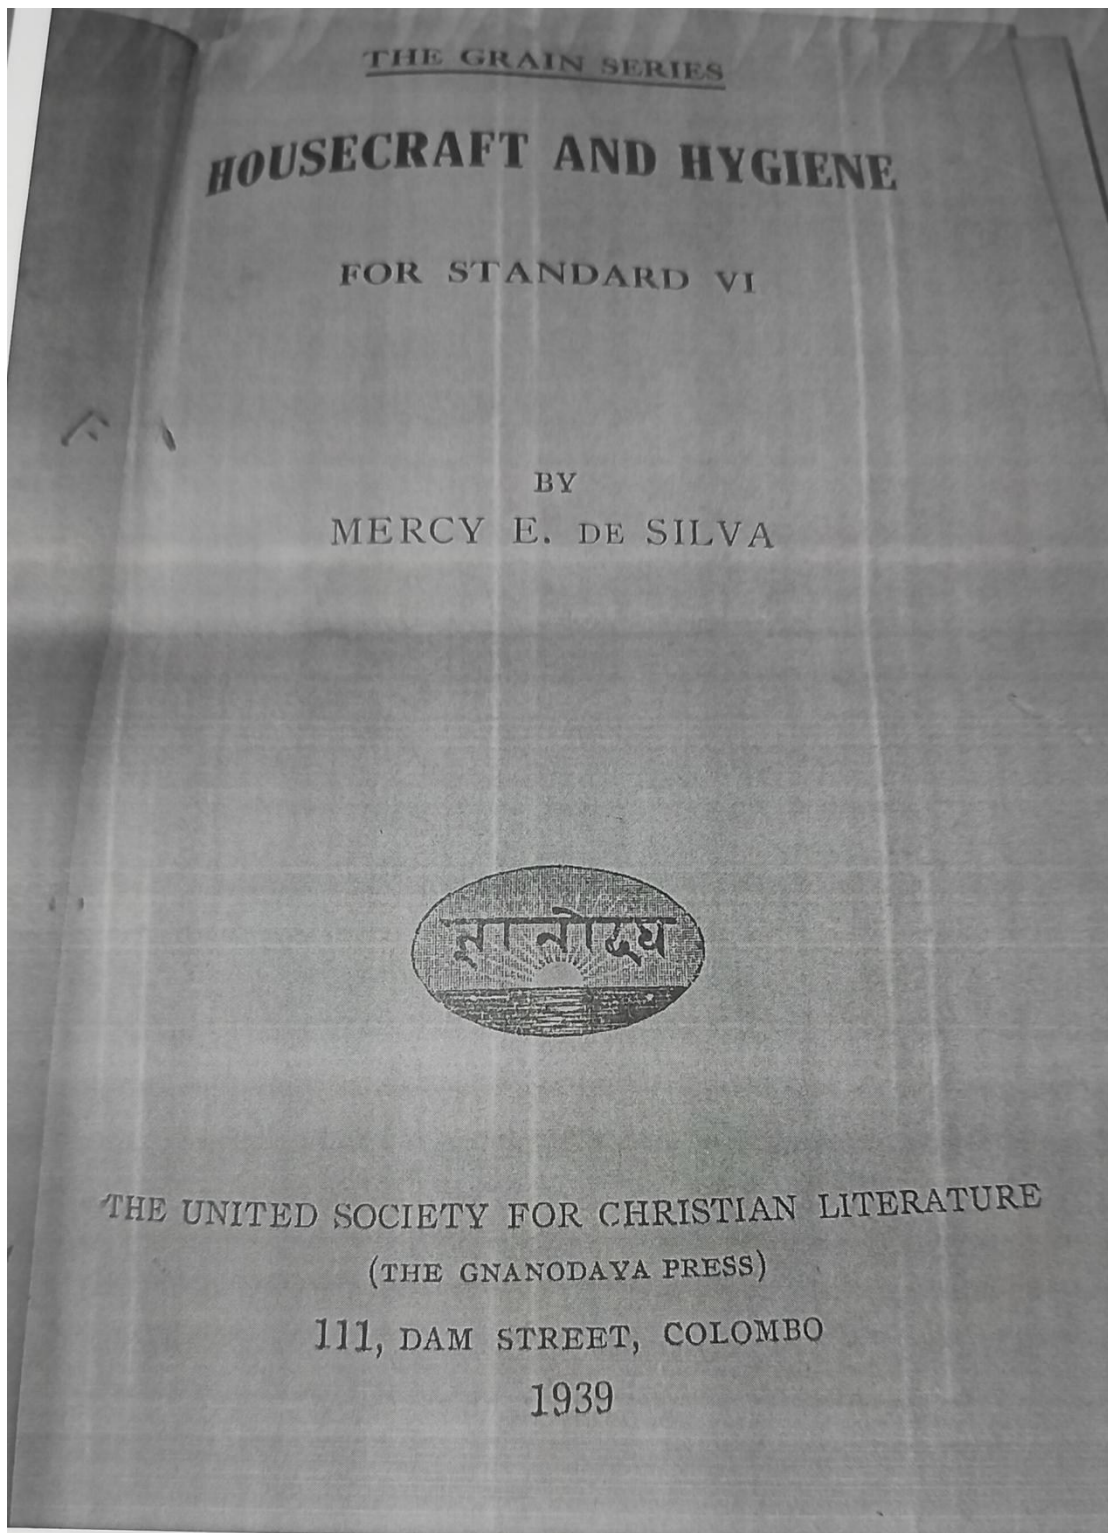 THE GRAIN SERIES
HOUSECRAFT AND HYGIENE
FOR STANDARD VI
BY
MERCY E. DE SILVA
ज्ञानोदय
THE UNITED SOCIETY FOR CHRISTIAN LITERATURE
(THE GNANODAYA PRESS)
111, DAM STREET, COLOMBO
1939